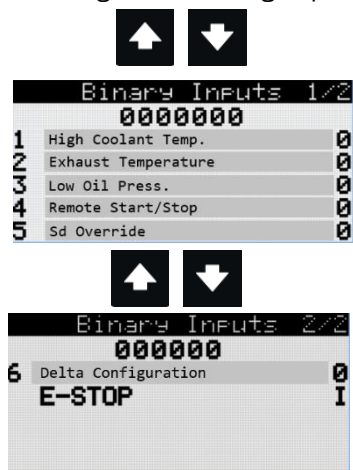 Binary Inputs 1/2
0000000
1 High Coolant Temp. 0
2 Exhaust Temperature 0
3 Low Oil Press. 0
4 Remote Start/Stop 0
5 Sd Override 0
Binary Inputs 2/2
000000
6 Delta Configuration 0
E-STOP I